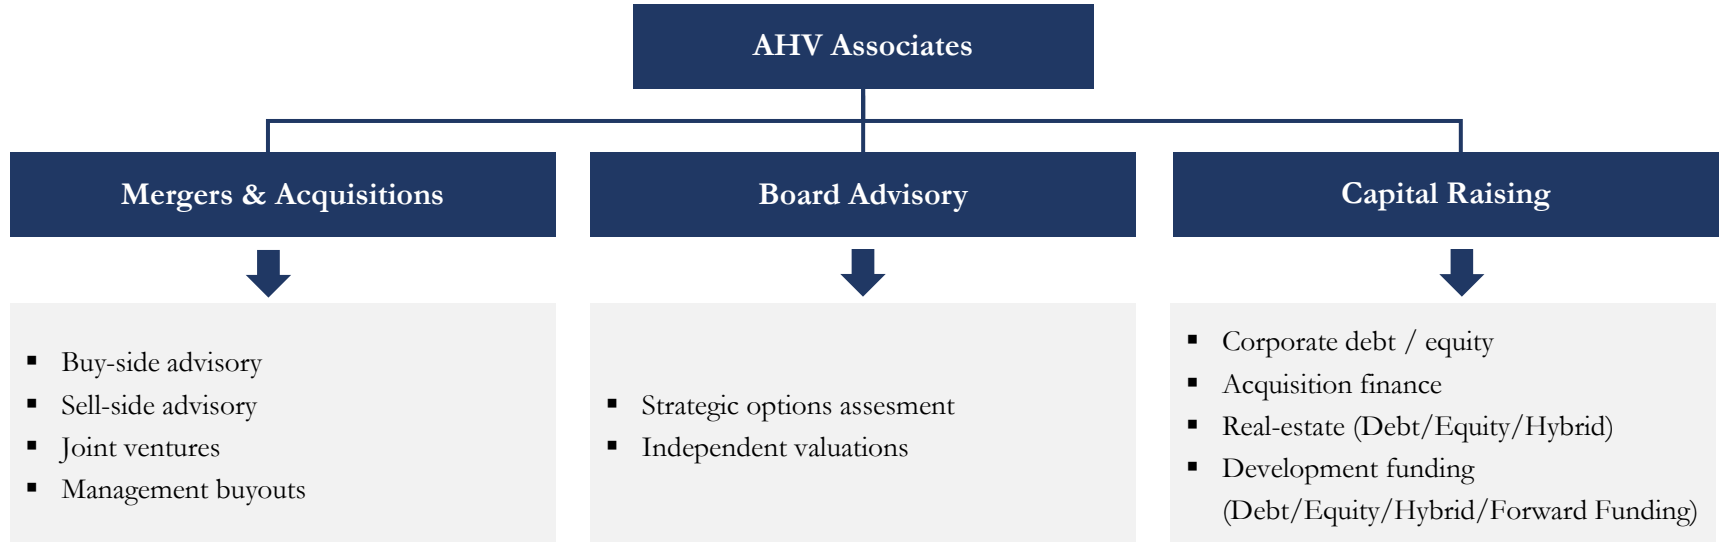 AHV Associates
Mergers & Acquisitions
Board Advisory
Capital Raising
▪ Buy-side advisory
▪ Sell-side advisory
▪ Joint ventures
▪ Management buyouts
▪ Strategic options assesment
▪ Independent valuations
▪ Corporate debt / equity
▪ Acquisition finance
▪ Real-estate (Debt/Equity/Hybrid)
▪ Development funding
(Debt/Equity/Hybrid/Forward Funding)